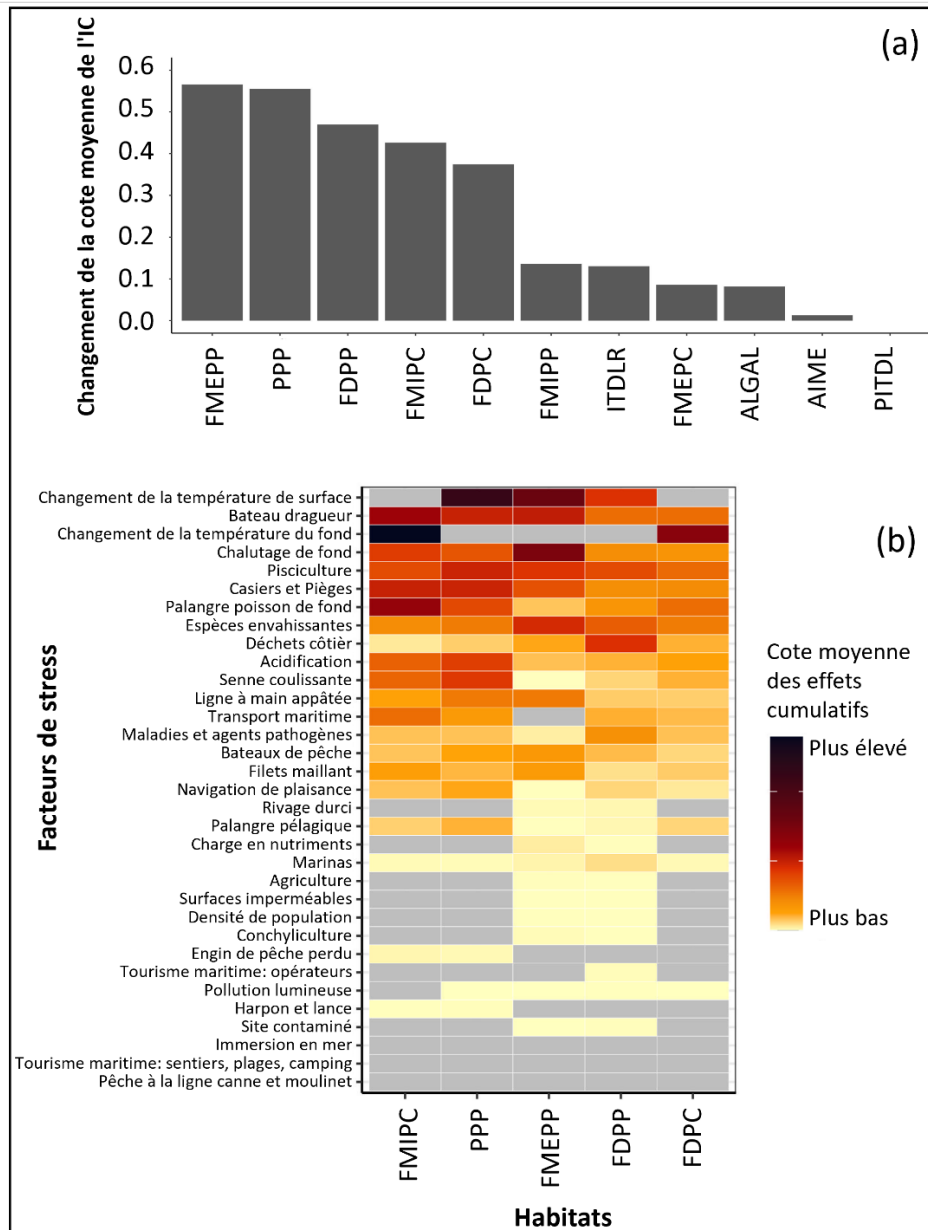 (a)
Changement de la cote moyenne de l'IC
0.6
0.5
0.4
0.3
0.2
0.1
0.0
FMEPP
PPP
FDPP
FMIPC
FDPC
FMIPP
ITDLR
FMEPC
ALGAL
AIME
PITDL
(b)
Facteurs de stress
Changement de la température de surface
Bateau dragueur
Changement de la température du fond
Chalutage de fond
Pisciculture
Casiers et Pièges
Palangre poisson de fond
Espèces envahissantes
Déchets côtièr
Acidification
Senne coulissante
Ligne à main appâtée
Transport maritime
Maladies et agents pathogènes
Bateaux de pêche
Filets maillant
Navigation de plaisance
Rivage durci
Palangre pélagique
Charge en nutriments
Marinas
Agriculture
Surfaces imperméables
Densité de population
Conchyliculture
Engin de pêche perdu
Tourisme maritime: opérateurs
Pollution lumineuse
Harpon et lance
Site contaminé
Immersion en mer
Tourisme maritime: sentiers, plages, camping
Pêche à la ligne canne et moulinet
FMIPC
PPP
FMEPP
FDPP
FDPC
Habitats
Cote moyenne
des effets
cumulatifs
Plus élevé
Plus bas